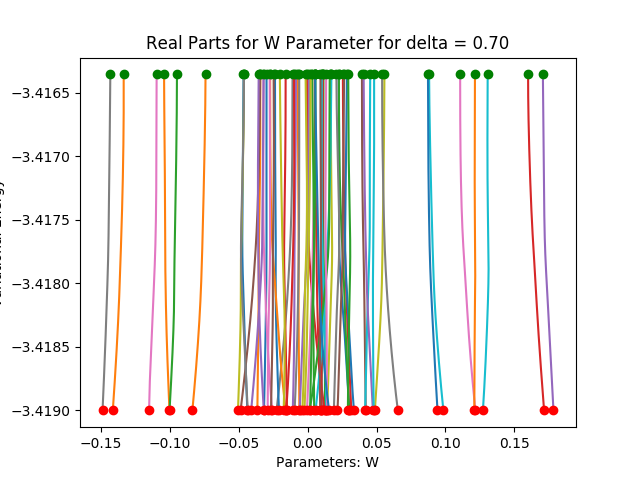 Real Parts for W Parameter for delta = 0.70
−3.4165
−3.4170
−3.4175
−3.4180
−3.4185
−3.4190
−0.15 −0.10 −0.05 0.00 0.05 0.10 0.15
Parameters: W